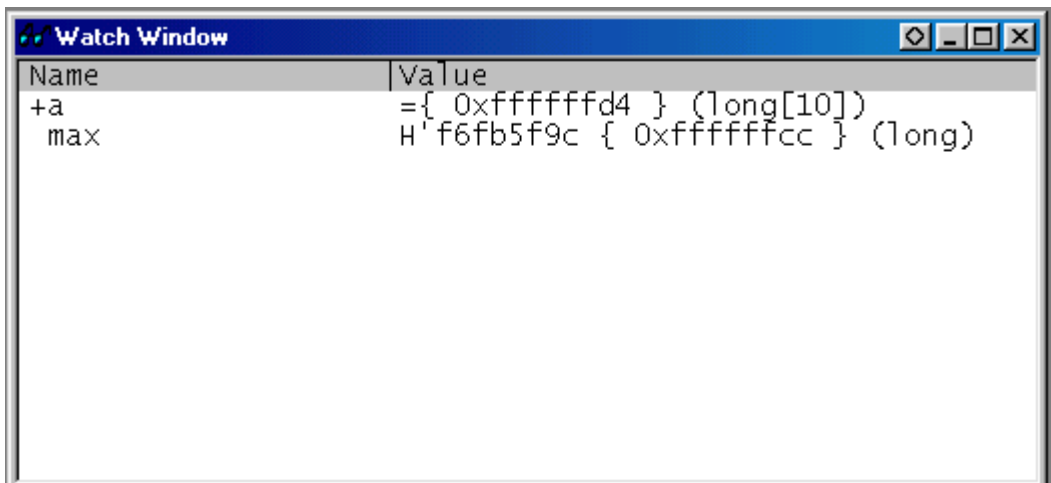 Watch Window
Name Value
+a ={ 0xffffffd4 } (long[10])
max H'f6fb5f9c { 0xffffffcc } (long)